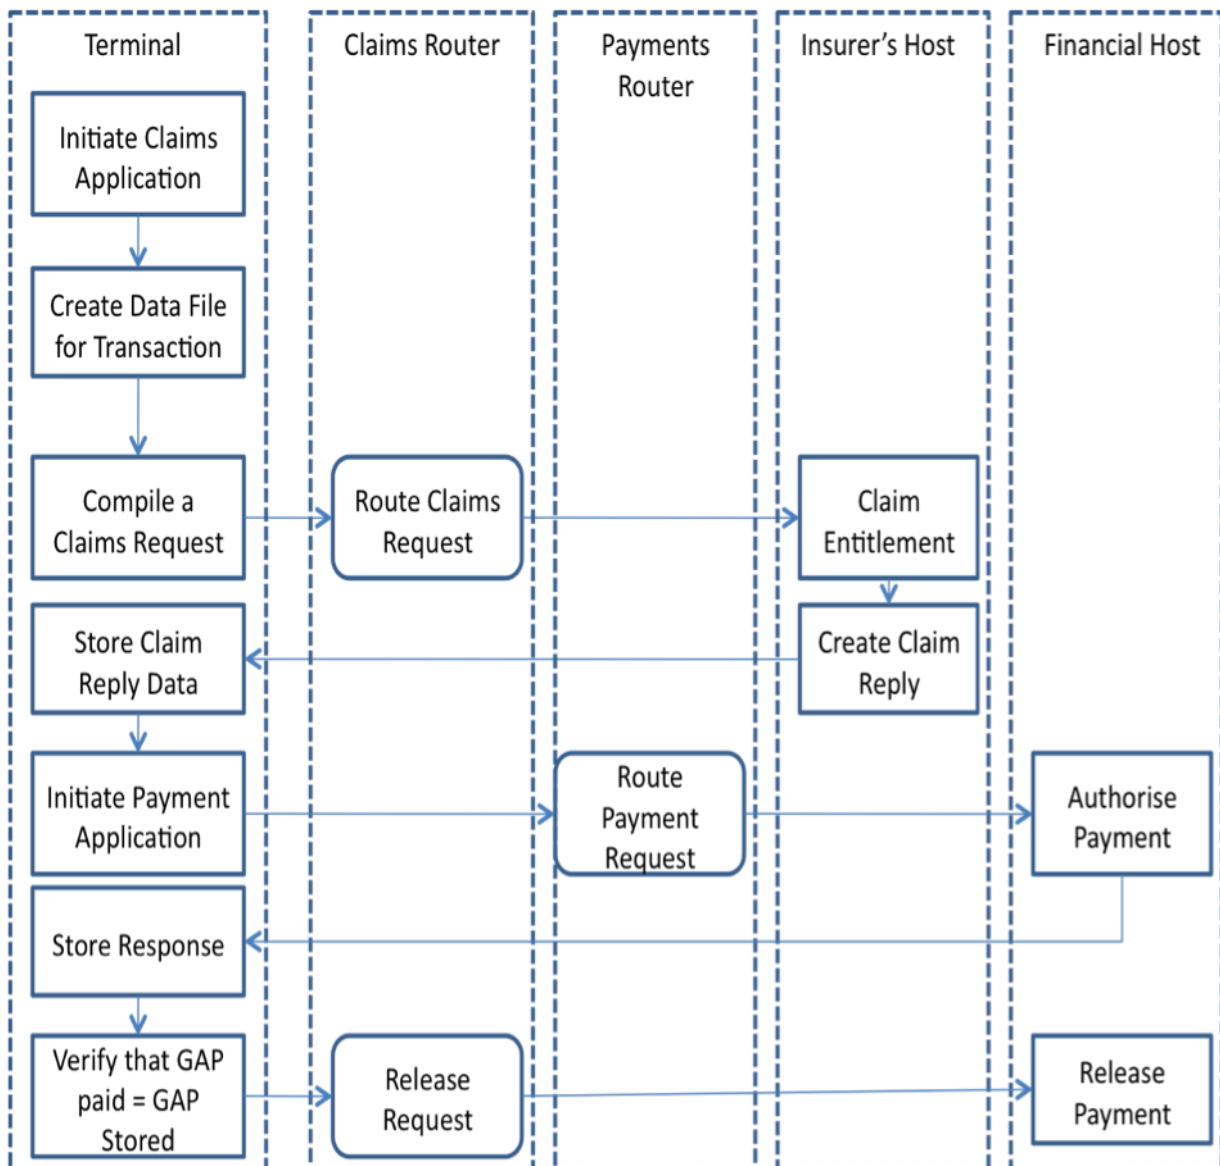 Terminal
Claims Router
Payments
Router
Insurer's Host
Financial Host
Initiate Claims
Application
Create Data File
for Transaction
Compile a
Claims Request
Route Claims
Request
Claim
Entitlement
Store Claim
Reply Data
Create Claim
Reply
Initiate Payment
Application
Route
Payment
Request
Authorise
Payment
Store Response
Verify that GAP
paid = GAP
Stored
Release
Request
Release
Payment